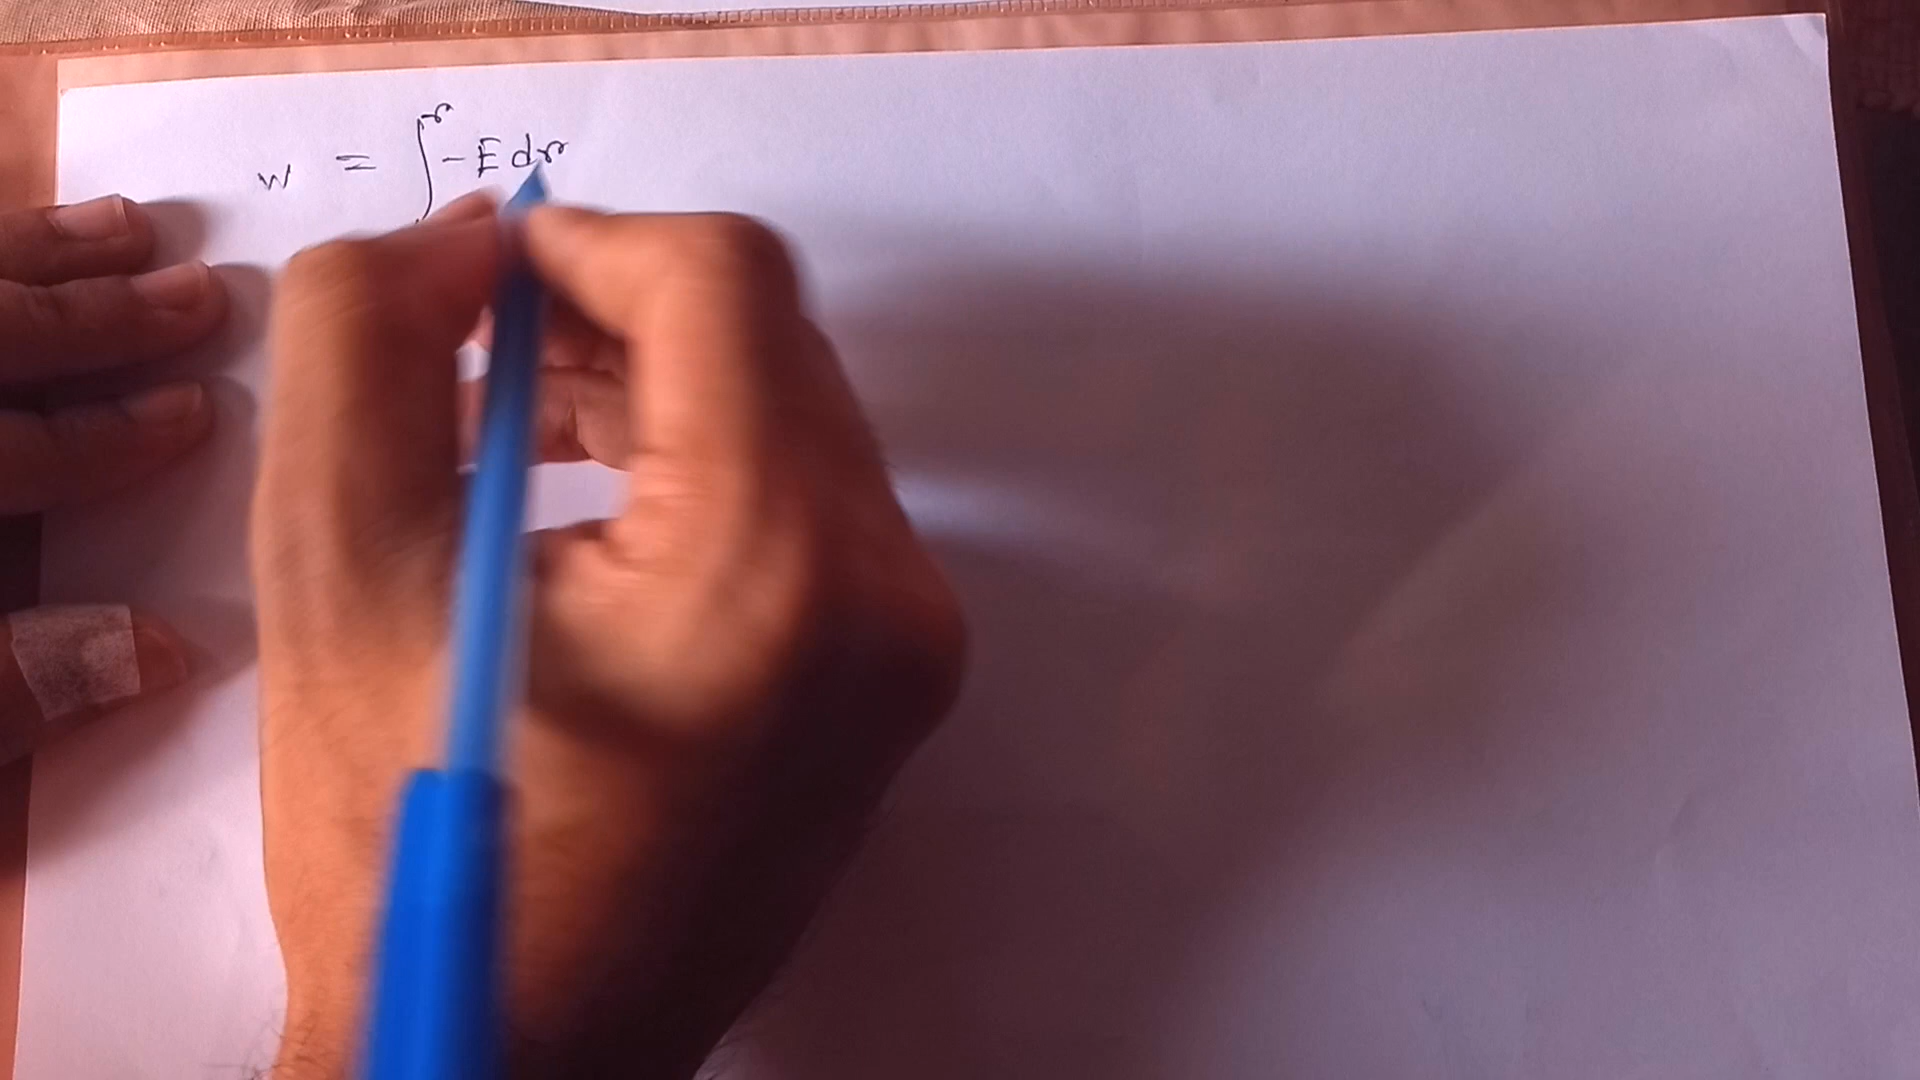 W = ∫^r - E dr